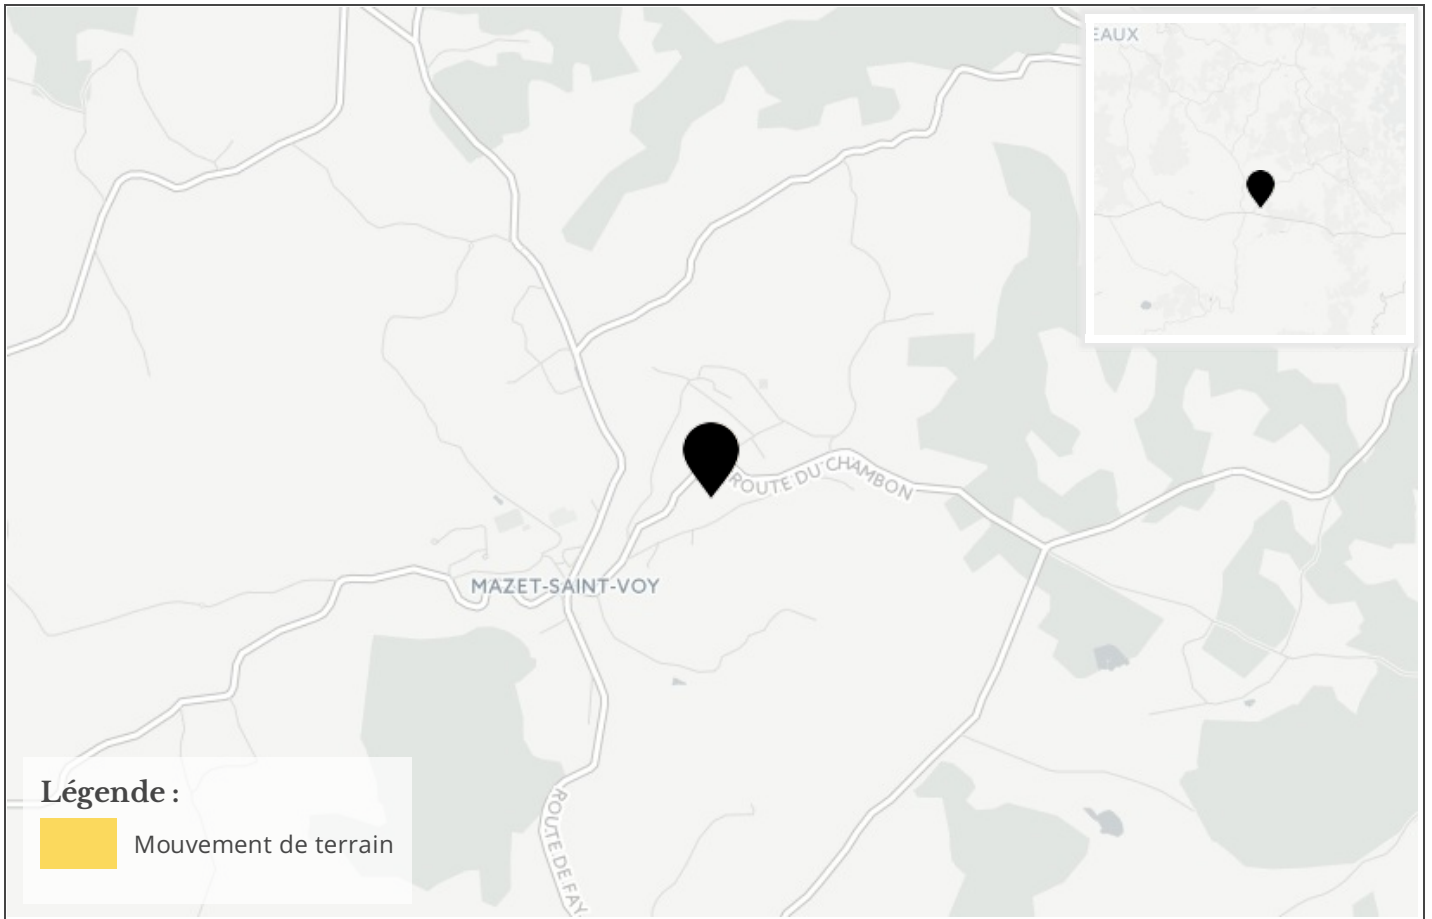 EAUX
ROUTE DU CHAMBON
MAZET-SAINT-VOY
ROUTE DE FAY
Légende :
Mouvement de terrain